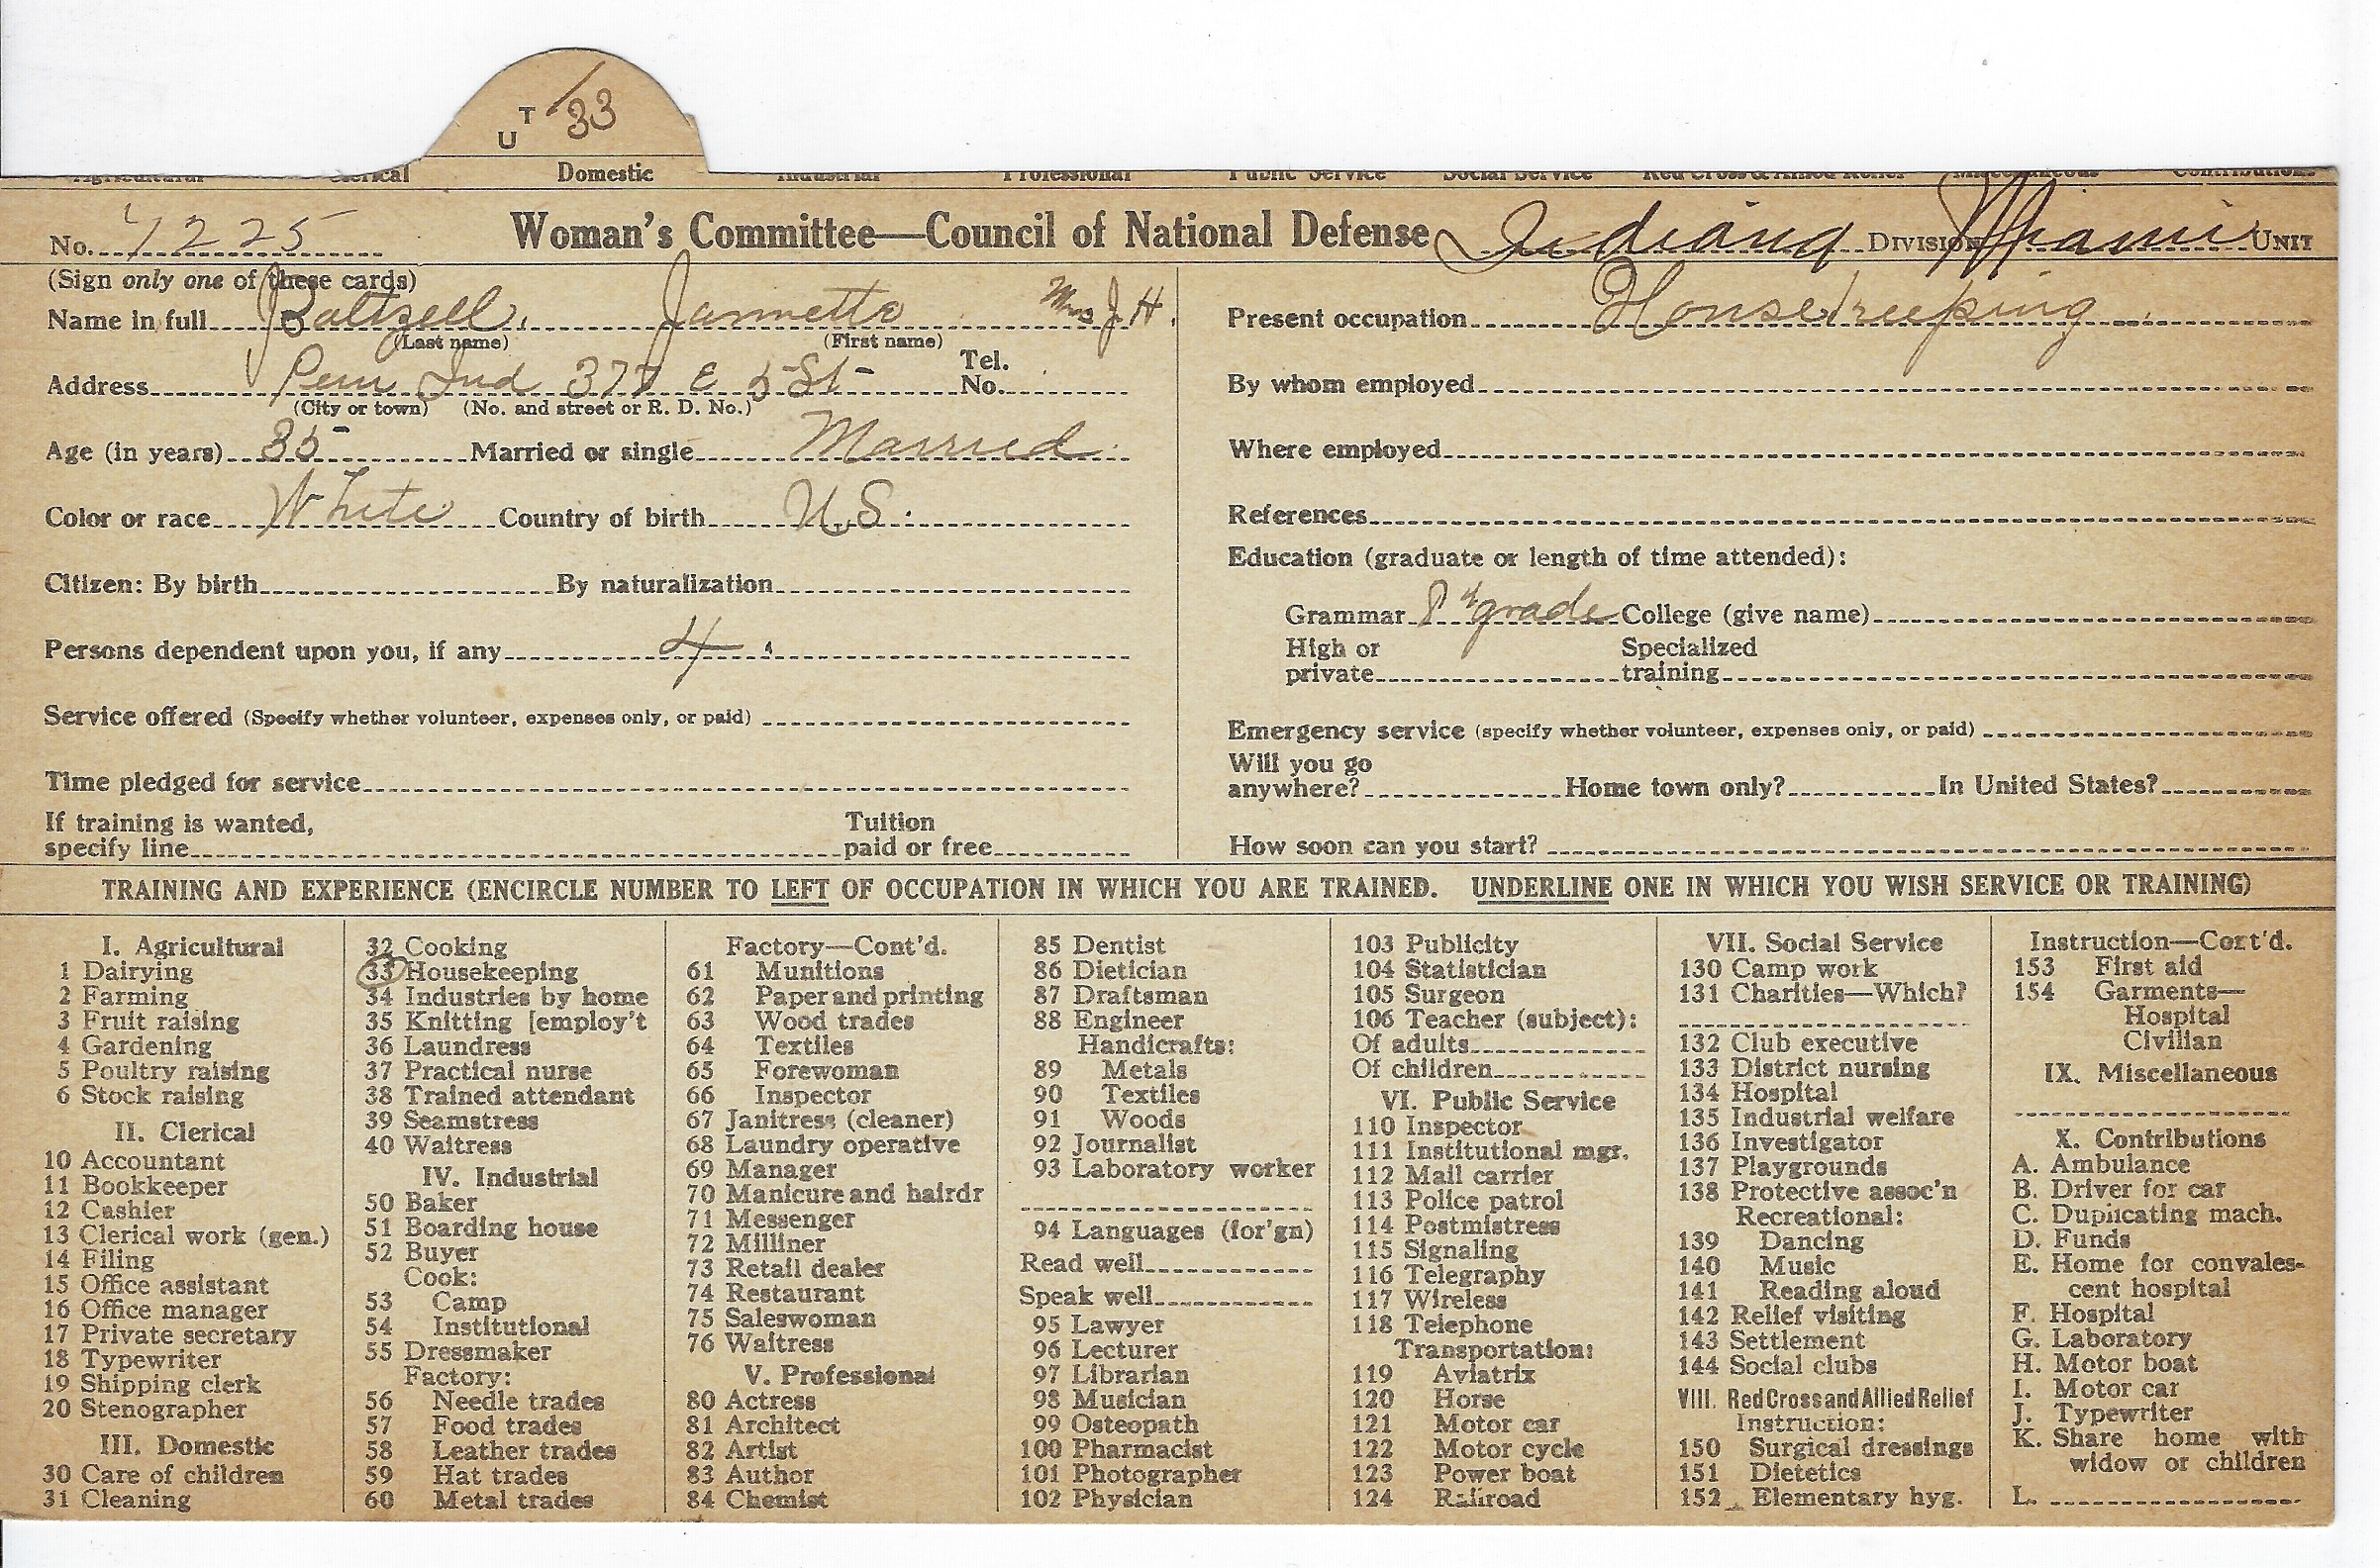 T /33
U
Domestic
No. 7225 Woman's Committee—Council of National Defense Indiana Division Miami Unit
(Sign only one of these cards)
Name in full Baltzell, Jannette Mrs J. H.
(Last name) (First name)
Address Peru Ind 377 E 5 St Tel. No.
(City or town) (No. and street or R. D. No.)
Age (in years) 35 Married or single Married
Color or race White Country of birth U.S.
Citizen: By birth By naturalization
Persons dependent upon you, if any 4
Service offered (Specify whether volunteer, expenses only, or paid)
Time pledged for service
If training is wanted, specify line Tuition paid or free
Present occupation Housekeeping
By whom employed
Where employed
References
Education (graduate or length of time attended):
Grammar 8th grade College (give name)
High or private Specialized training
Emergency service (specify whether volunteer, expenses only, or paid)
Will you go anywhere? Home town only? In United States?
How soon can you start?
TRAINING AND EXPERIENCE (ENCIRCLE NUMBER TO LEFT OF OCCUPATION IN WHICH YOU ARE TRAINED. UNDERLINE ONE IN WHICH YOU WISH SERVICE OR TRAINING)
I. Agricultural
1 Dairying
2 Farming
3 Fruit raising
4 Gardening
5 Poultry raising
6 Stock raising
II. Clerical
10 Accountant
11 Bookkeeper
12 Cashier
13 Clerical work (gen.)
14 Filing
15 Office assistant
16 Office manager
17 Private secretary
18 Typewriter
19 Shipping clerk
20 Stenographer
III. Domestic
30 Care of children
31 Cleaning
32 Cooking
33 Housekeeping
34 Industries by home
35 Knitting [employ't
36 Laundress
37 Practical nurse
38 Trained attendant
39 Seamstress
40 Waitress
IV. Industrial
50 Baker
51 Boarding house
52 Buyer
Cook:
53 Camp
54 Institutional
55 Dressmaker
Factory:
56 Needle trades
57 Food trades
58 Leather trades
59 Hat trades
60 Metal trades
Factory—Cont'd.
61 Munitions
62 Paper and printing
63 Wood trades
64 Textiles
65 Forewoman
66 Inspector
67 Janitress (cleaner)
68 Laundry operative
69 Manager
70 Manicure and hairdr
71 Messenger
72 Milliner
73 Retail dealer
74 Restaurant
75 Saleswoman
76 Waitress
V. Professional
80 Actress
81 Architect
82 Artist
83 Author
84 Chemist
85 Dentist
86 Dietician
87 Draftsman
88 Engineer
Handicrafts:
89 Metals
90 Textiles
91 Woods
92 Journalist
93 Laboratory worker
94 Languages (for'gn)
Read well
Speak well
95 Lawyer
96 Lecturer
97 Librarian
98 Musician
99 Osteopath
100 Pharmacist
101 Photographer
102 Physician
103 Publicity
104 Statistician
105 Surgeon
106 Teacher (subject):
Of adults
Of children
VI. Public Service
110 Inspector
111 Institutional mgr.
112 Mail carrier
113 Police patrol
114 Postmistress
115 Signaling
116 Telegraphy
117 Wireless
118 Telephone
Transportation:
119 Aviatrix
120 Horse
121 Motor car
122 Motor cycle
123 Power boat
124 Railroad
VII. Social Service
130 Camp work
131 Charities—Which?
132 Club executive
133 District nursing
134 Hospital
135 Industrial welfare
136 Investigator
137 Playgrounds
138 Protective assoc'n
Recreational:
139 Dancing
140 Music
141 Reading aloud
142 Relief visiting
143 Settlement
144 Social clubs
VIII. Red Cross and Allied Relief
Instruction:
150 Surgical dressings
151 Dietetics
152 Elementary hyg.
Instruction—Cont'd.
153 First aid
154 Garments—
Hospital
Civilian
IX. Miscellaneous
X. Contributions
A. Ambulance
B. Driver for car
C. Duplicating mach.
D. Funds
E. Home for convales-
cent hospital
F. Hospital
G. Laboratory
H. Motor boat
I. Motor car
J. Typewriter
K. Share home with
widow or children
L.